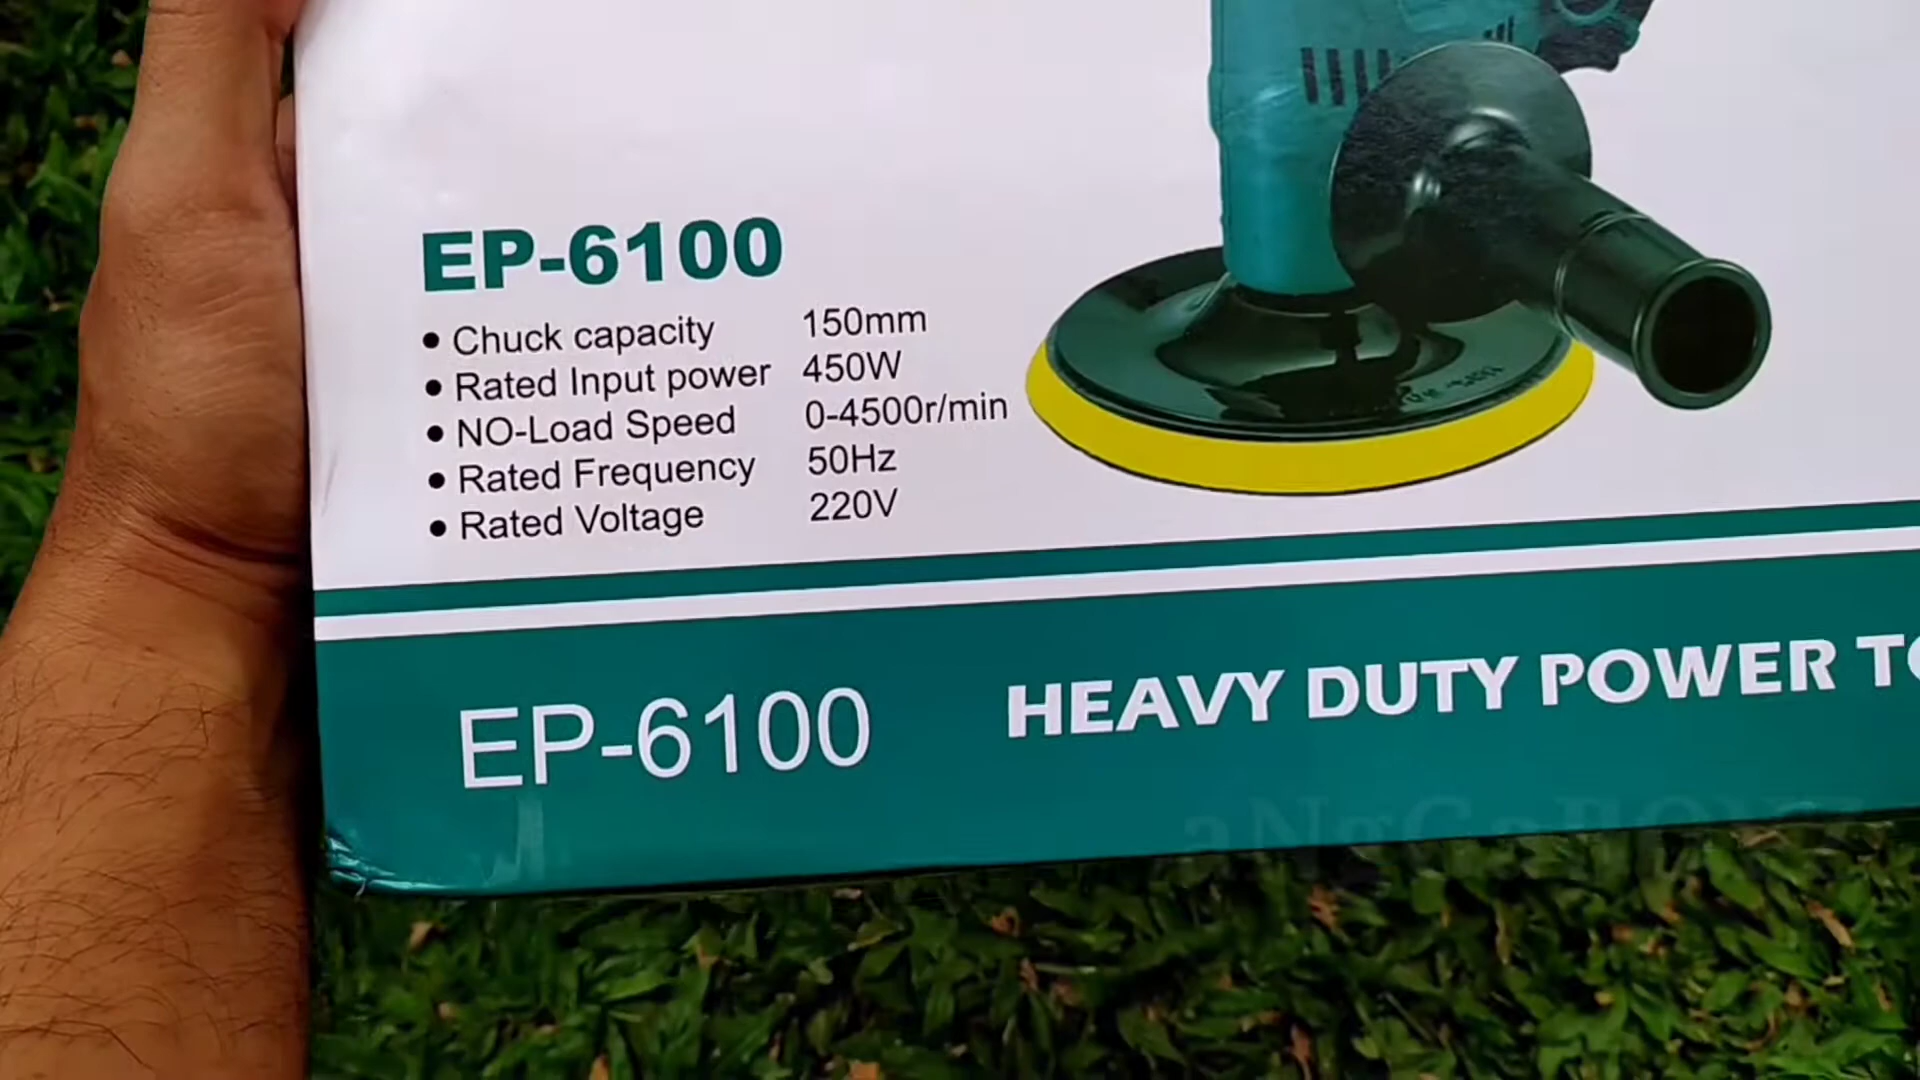 EP-6100
• Chuck capacity 150mm
• Rated Input power 450W
• NO-Load Speed 0-4500r/min
• Rated Frequency 50Hz
• Rated Voltage 220V
EP-6100 HEAVY DUTY POWER